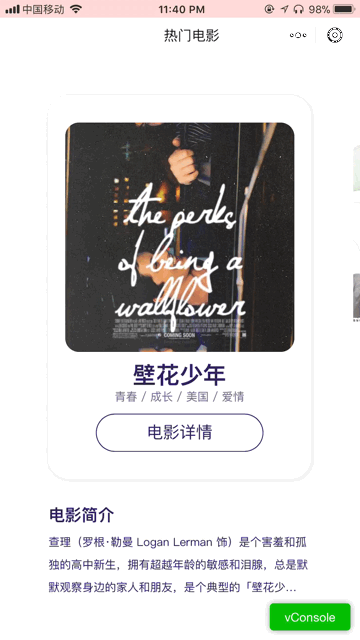 中国移动
11:40 PM
98%
热门电影
the perks
of being a
wallflower
COMING SOON
壁花少年
青春 / 成长 / 美国 / 爱情
电影详情
电影简介
查理（罗根·勒曼 Logan Lerman 饰）是个害羞和孤
独的高中新生，拥有超越年龄的敏感和泪腺，总是默
默观察身边的家人和朋友，是个典型的「壁花少...
vConsole